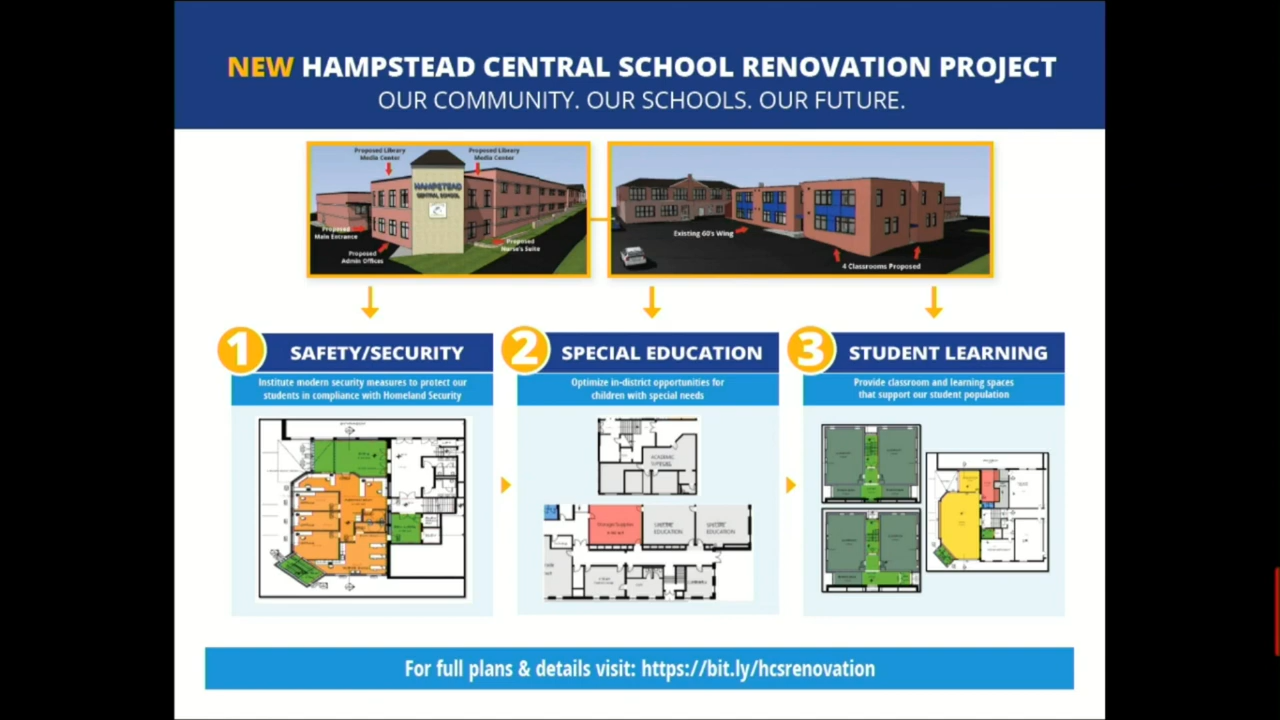 NEW HAMPSTEAD CENTRAL SCHOOL RENOVATION PROJECT
OUR COMMUNITY. OUR SCHOOLS. OUR FUTURE.
Proposed Library
Media Center
Proposed Library
Media Center
HAMPSTEAD
CENTRAL SCHOOL
Proposed
Main Entrance
Proposed
Admin Offices
Proposed
Nurse's Suite
Existing 60's Wing
4 Classrooms Proposed
1 SAFETY/SECURITY
Institute modern security measures to protect our
students in compliance with Homeland Security
2 SPECIAL EDUCATION
Optimize in-district opportunities for
children with special needs
EDUCATION
EDUCATION
3 STUDENT LEARNING
Provide classroom and learning spaces
that support our student population
For full plans & details visit: https://bit.ly/hcsrenovation